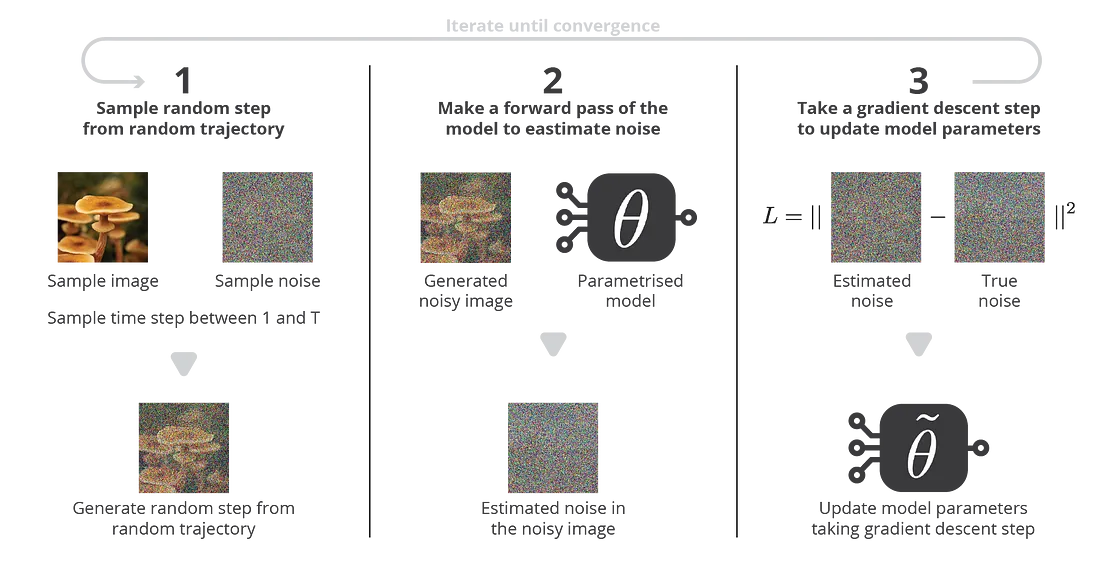 Iterate until convergence
1
Sample random step
from random trajectory
Sample image
Sample noise
Sample time step between 1 and T
Generate random step from
random trajectory
2
Make a forward pass of the
model to eastimate noise
Generated
noisy image
θ
Parametrised
model
Estimated noise in
the noisy image
3
Take a gradient descent step
to update model parameters
L = || − ||²
Estimated
noise
True
noise
θ̃
Update model parameters
taking gradient descent step